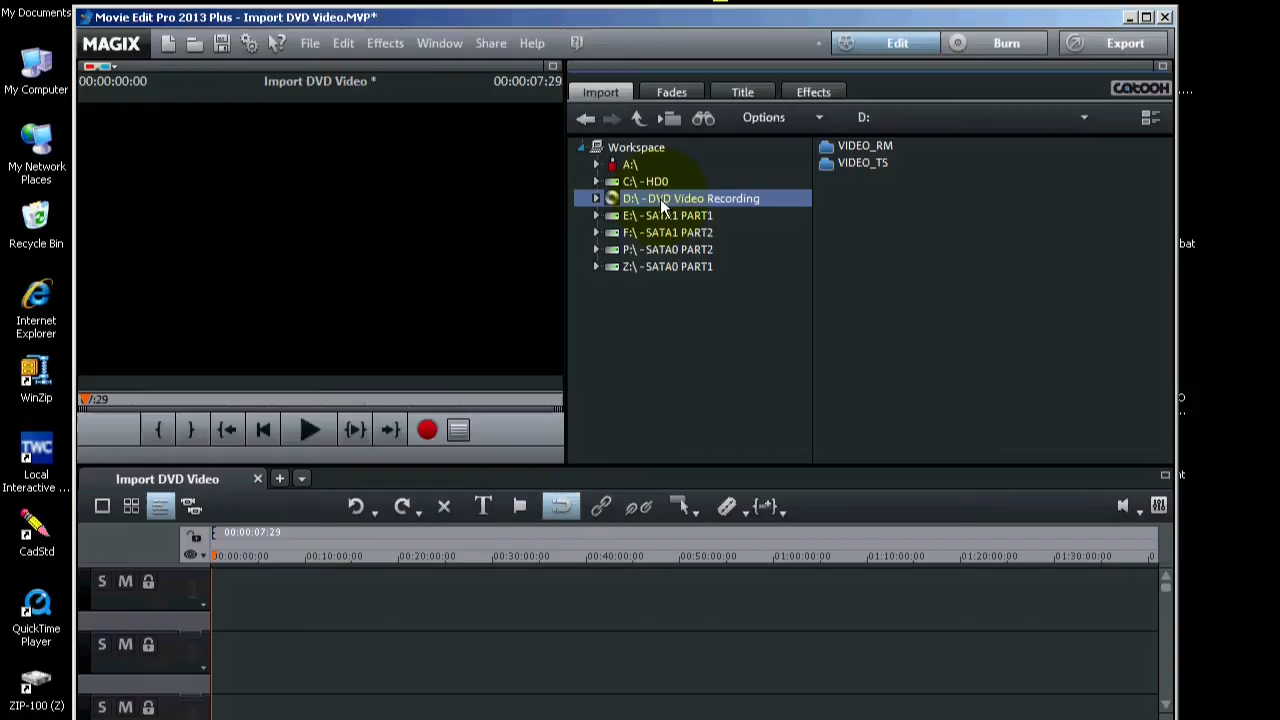 My Documents
My Computer
My Network
Places
Recycle Bin
Internet
Explorer
WinZip
TWC
Local
Interactive ...
CadStd
QuickTime
Player
ZIP-100 (Z)
Movie Edit Pro 2013 Plus - Import DVD Video.MVP*
MAGIX
File Edit Effects Window Share Help
Edit Burn Export
00:00:00:00 Import DVD Video * 00:00:07:29
Import Fades Title Effects
catooh
Options D:
Workspace
A:\
C:\ - HD0
D:\ - DVD Video Recording
E:\ - SATA1 PART1
F:\ - SATA1 PART2
P:\ - SATA0 PART2
Z:\ - SATA0 PART1
VIDEO_RM
VIDEO_TS
7:29
Import DVD Video
00:00:07:29
00:00:00:00 00:10:00:00 00:20:00:00 00:30:00:00 00:40:00:00 00:50:00:00 01:00:00:00 01:10:00:00 01:20:00:00 01:30:00:00
S M
S M
S M